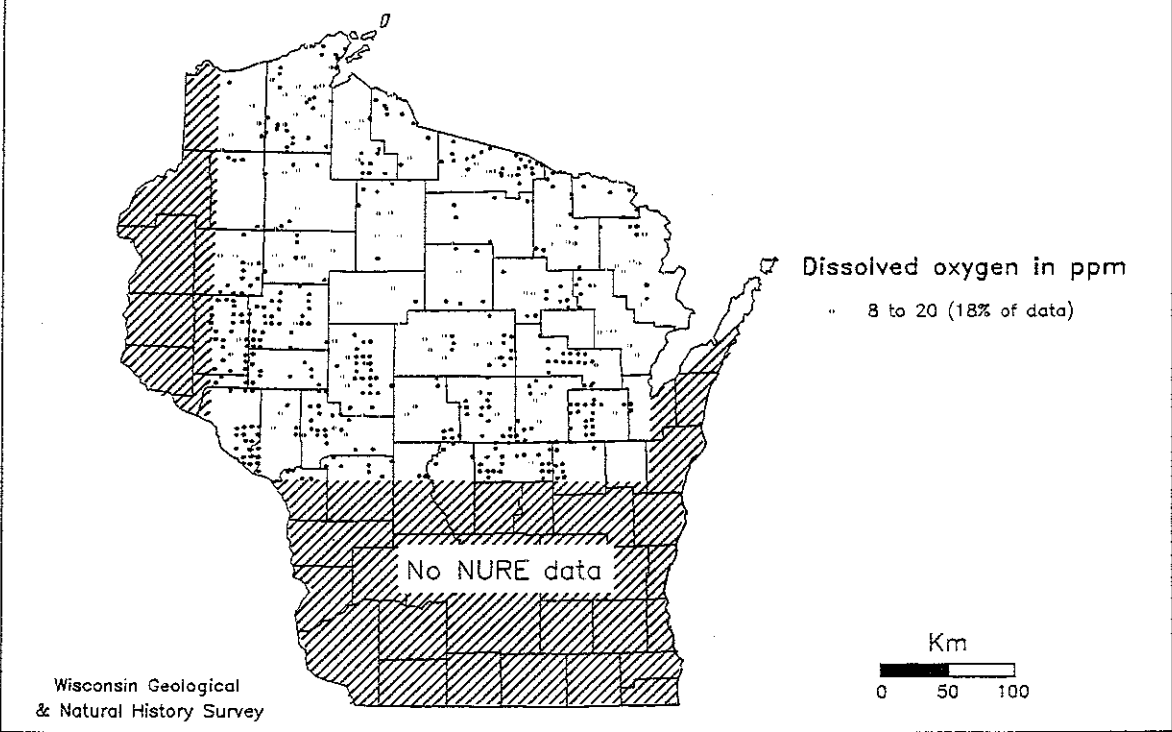 Dissolved oxygen in ppm
8 to 20 (18% of data)
No NURE data
Km
0 50 100
Wisconsin Geological
& Natural History Survey